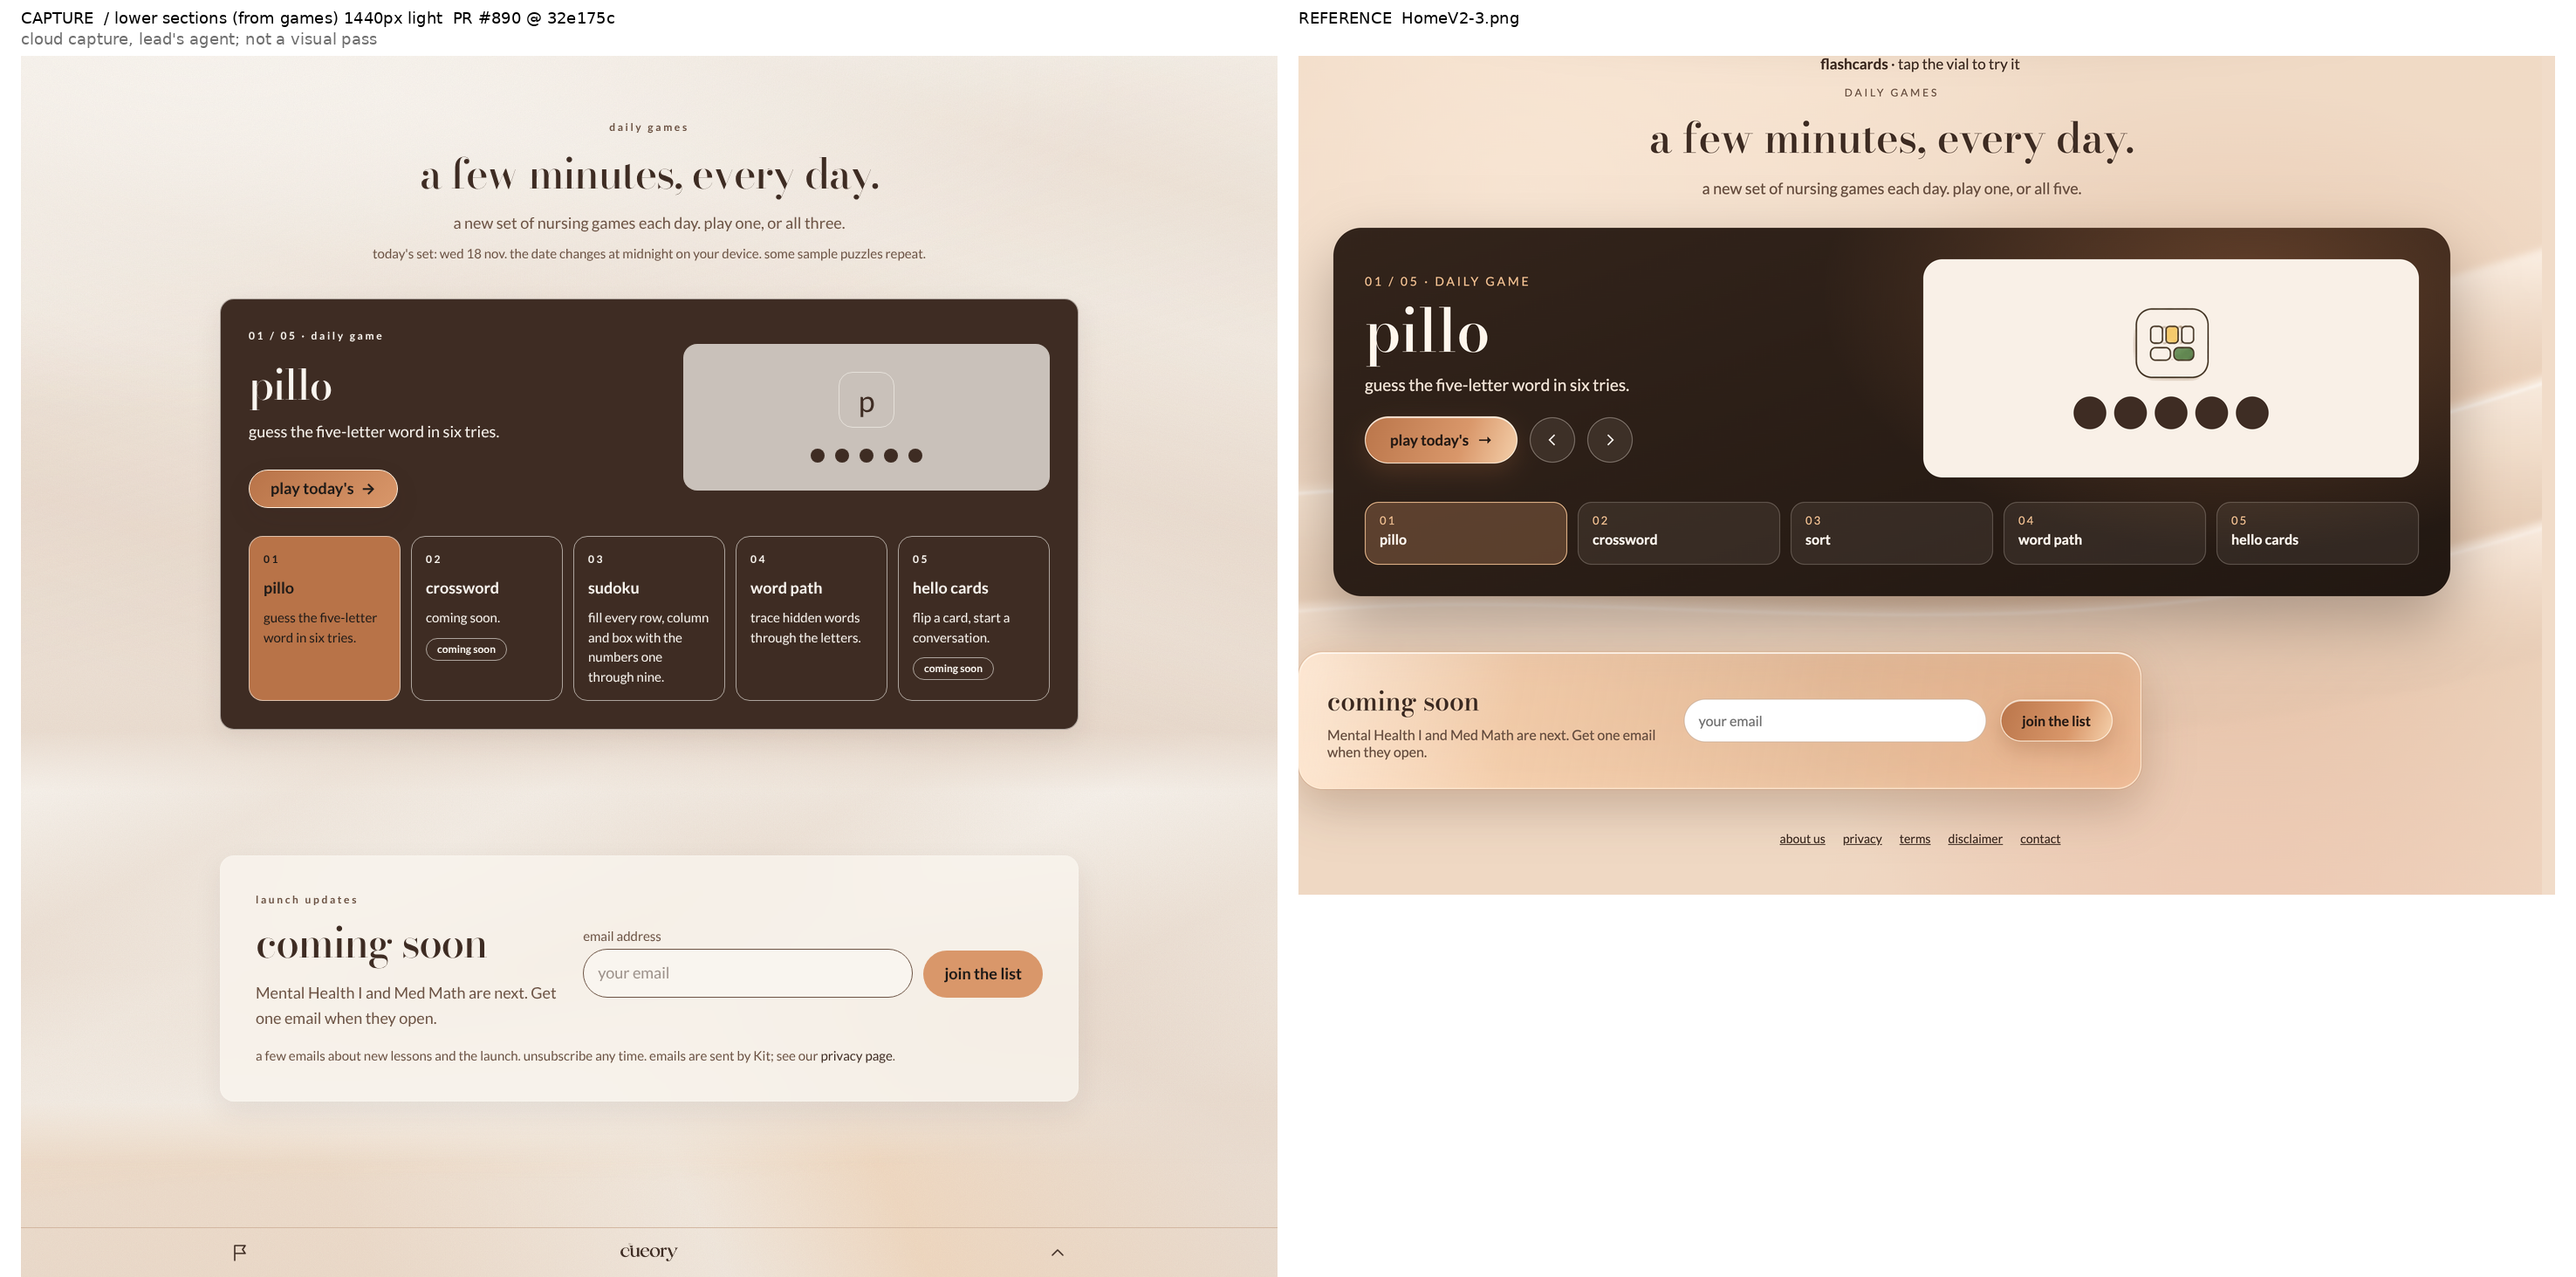 CAPTURE / lower sections (from games) 1440px light PR #890 @ 32e175c
cloud capture, lead's agent; not a visual pass
daily games
a few minutes, every day.
a new set of nursing games each day. play one, or all three.
today's set: wed 18 nov. the date changes at midnight on your device. some sample puzzles repeat.
01 / 05 · daily game
pillo
guess the five-letter word in six tries.
play today's →
p
01
pillo
guess the five-letter
word in six tries.
02
crossword
coming soon.
coming soon
03
sudoku
fill every row, column
and box with the
numbers one
through nine.
04
word path
trace hidden words
through the letters.
05
hello cards
flip a card, start a
conversation.
coming soon
launch updates
coming soon
Mental Health I and Med Math are next. Get
one email when they open.
email address
your email
join the list
a few emails about new lessons and the launch. unsubscribe any time. emails are sent by Kit; see our privacy page.
cueory
REFERENCE HomeV2-3.png
flashcards · tap the vial to try it
DAILY GAMES
a few minutes, every day.
a new set of nursing games each day. play one, or all five.
01 / 05 · DAILY GAME
pillo
guess the five-letter word in six tries.
play today's →
01
pillo
02
crossword
03
sort
04
word path
05
hello cards
coming soon
Mental Health I and Med Math are next. Get one email
when they open.
your email
join the list
about us privacy terms disclaimer contact